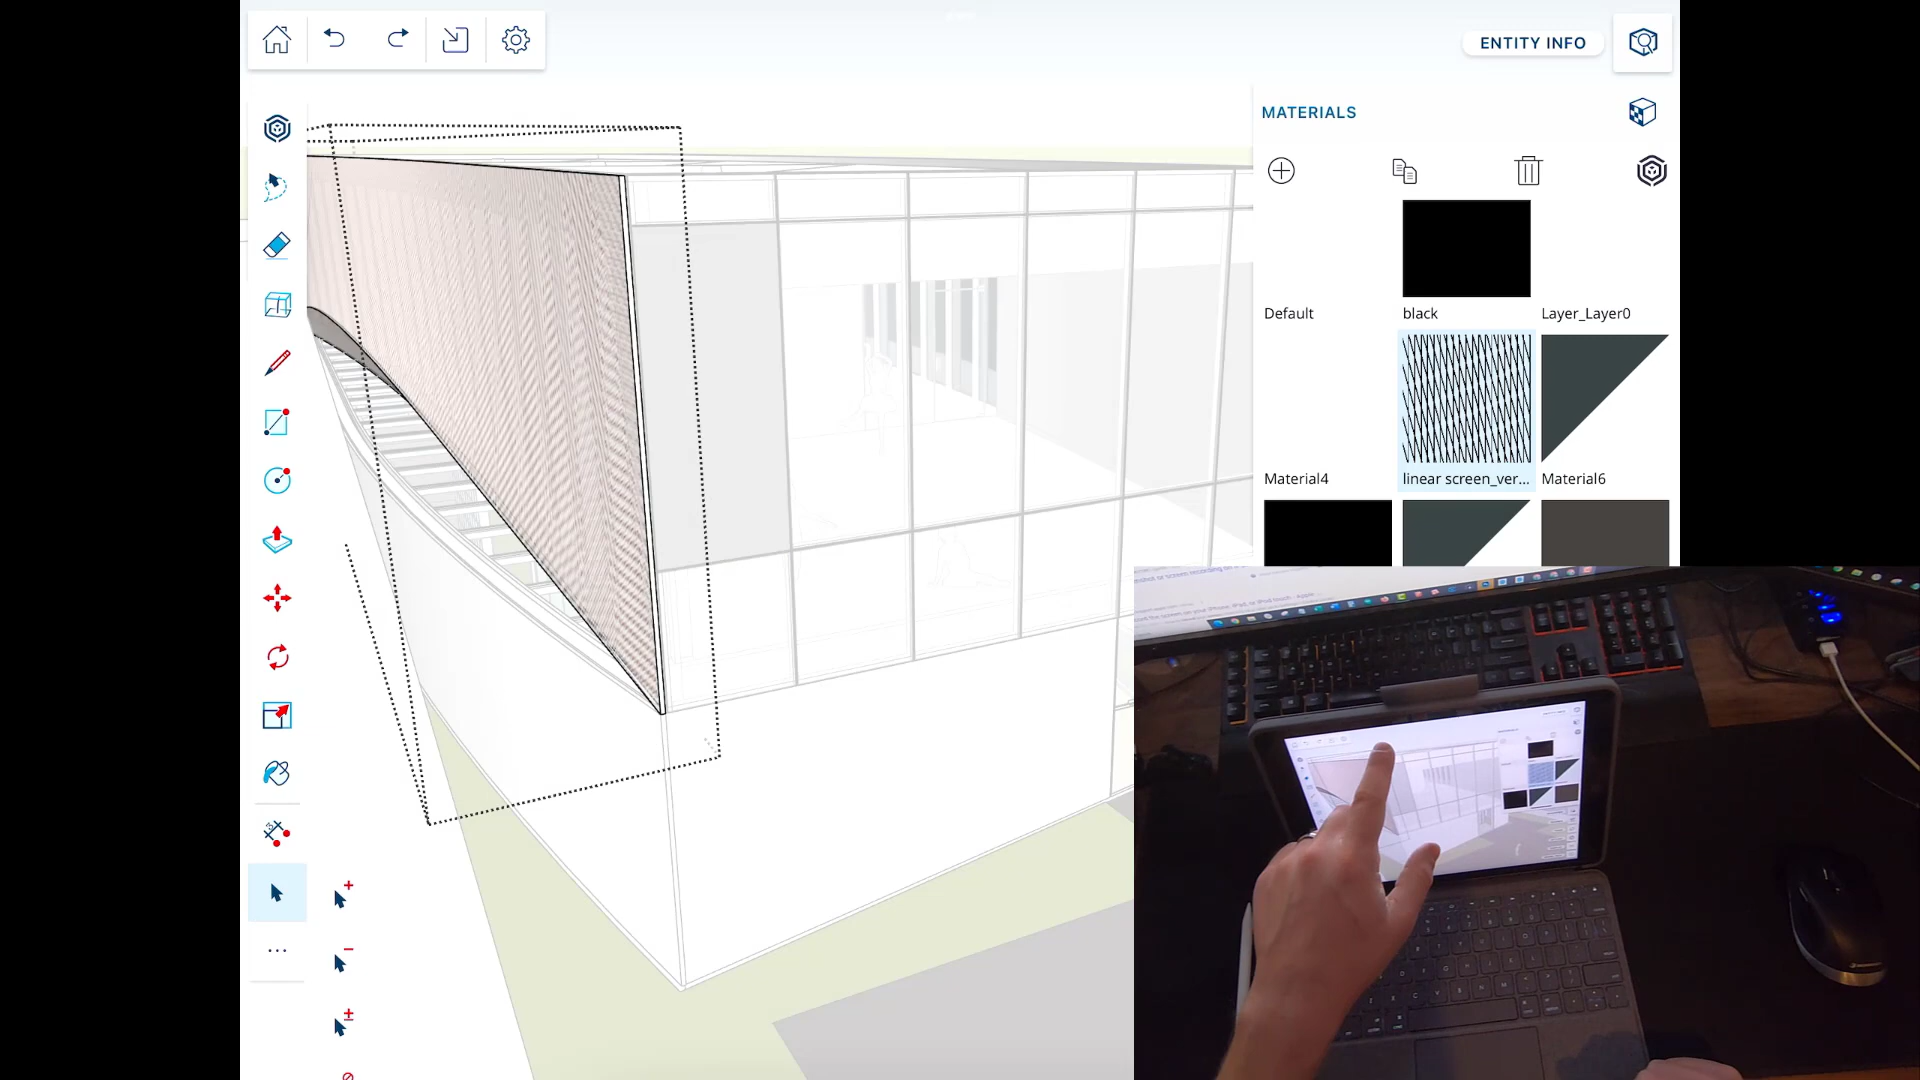 ENTITY INFO
MATERIALS
Default
black
Layer_Layer0
Material4
linear screen_ver...
Material6